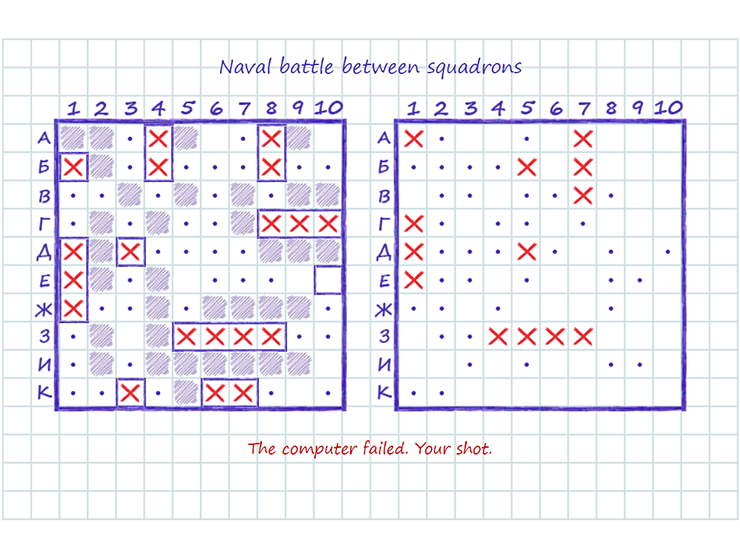 Naval battle between squadrons
1 2 3 4 5 6 7 8 9 10 1 2 3 4 5 6 7 8 9 10
А А
Б Б
В В
Г Г
Д Д
Е Е
Ж Ж
З З
И И
К К
The computer failed. Your shot.